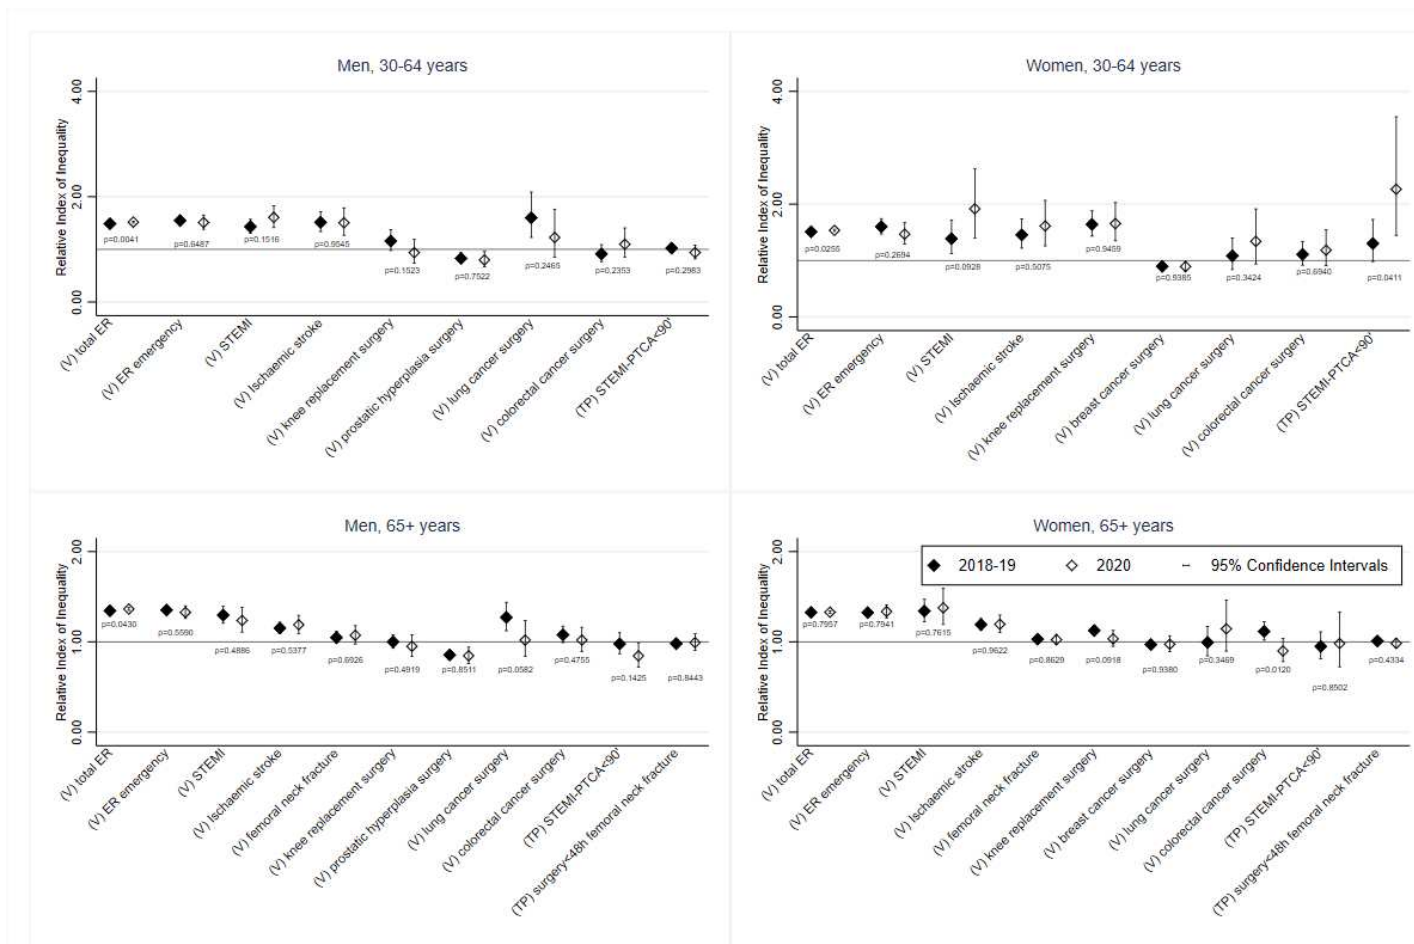 Men, 30-64 years
Relative Index of Inequality
4.00
2.00
0.00
p=0.0041
p=0.6487
p=0.1516
p=0.9545
p=0.1523
p=0.7522
p=0.2465
p=0.2353
p=0.2983
(V) total ER
(V) ER emergency
(V) STEMI
(V) Ischaemic stroke
(V) knee replacement surgery
(V) prostatic hyperplasia surgery
(V) lung cancer surgery
(V) colorectal cancer surgery
(TP) STEMI-PTCA<90'
Women, 30-64 years
Relative Index of Inequality
4.00
2.00
0.00
p=0.0255
p=0.2694
p=0.0928
p=0.5075
p=0.9459
p=0.9385
p=0.3424
p=0.6940
p=0.0411
(V) total ER
(V) ER emergency
(V) STEMI
(V) Ischaemic stroke
(V) knee replacement surgery
(V) breast cancer surgery
(V) lung cancer surgery
(V) colorectal cancer surgery
(TP) STEMI-PTCA<90'
Men, 65+ years
Relative Index of Inequality
2.00
1.00
0.00
p=0.0430
p=0.5590
p=0.4886
p=0.5377
p=0.6926
p=0.4919
p=0.8511
p=0.0582
p=0.4755
p=0.1425
p=0.8443
(V) total ER
(V) ER emergency
(V) STEMI
(V) Ischaemic stroke
(V) femoral neck fracture
(V) knee replacement surgery
(V) prostatic hyperplasia surgery
(V) lung cancer surgery
(V) colorectal cancer surgery
(TP) STEMI-PTCA<90'
(TP) surgery<48h femoral neck fracture
Women, 65+ years
2018-19 2020 95% Confidence Intervals
Relative Index of Inequality
2.00
1.00
0.00
p=0.7957
p=0.7941
p=0.7615
p=0.9622
p=0.8629
p=0.0918
p=0.9380
p=0.3469
p=0.0120
p=0.8902
p=0.4334
(V) total ER
(V) ER emergency
(V) STEMI
(V) Ischaemic stroke
(V) femoral neck fracture
(V) knee replacement surgery
(V) breast cancer surgery
(V) lung cancer surgery
(V) colorectal cancer surgery
(TP) STEMI-PTCA<90'
(TP) surgery<48h femoral neck fracture